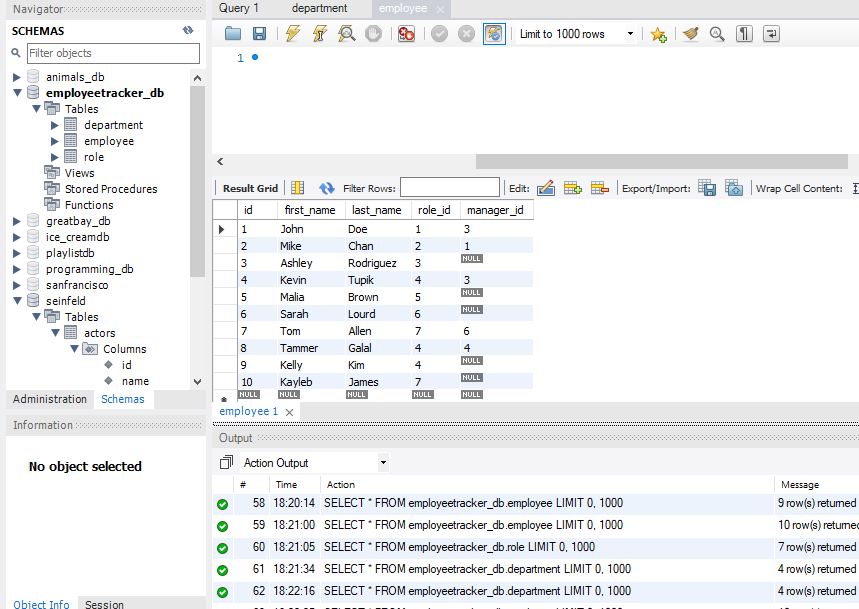 Navigator
SCHEMAS
Filter objects
animals_db
employeetracker_db
Tables
department
employee
role
Views
Stored Procedures
Functions
greatbay_db
ice_creamdb
playlistdb
programming_db
sanfrancisco
seinfeld
Tables
actors
Columns
id
name
Administration Schemas
Information
No object selected
Object Info Session
Query 1 department employee
Limit to 1000 rows
1
Result Grid Filter Rows: Edit: Export/Import: Wrap Cell Content:
id first_name last_name role_id manager_id
1 John Doe 1 3
2 Mike Chan 2 1
3 Ashley Rodriguez 3 NULL
4 Kevin Tupik 4 3
5 Malia Brown 5 NULL
6 Sarah Lourd 6 NULL
7 Tom Allen 7 6
8 Tammer Galal 4 4
9 Kelly Kim 4 NULL
10 Kayleb James 7 NULL
NULL NULL NULL NULL NULL
employee 1
Output
Action Output
# Time Action Message
58 18:20:14 SELECT * FROM employeetracker_db.employee LIMIT 0, 1000 9 row(s) returned
59 18:21:00 SELECT * FROM employeetracker_db.employee LIMIT 0, 1000 10 row(s) returned
60 18:21:05 SELECT * FROM employeetracker_db.role LIMIT 0, 1000 7 row(s) returned
61 18:21:34 SELECT * FROM employeetracker_db.department LIMIT 0, 1000 4 row(s) returned
62 18:22:16 SELECT * FROM employeetracker_db.department LIMIT 0, 1000 4 row(s) returned